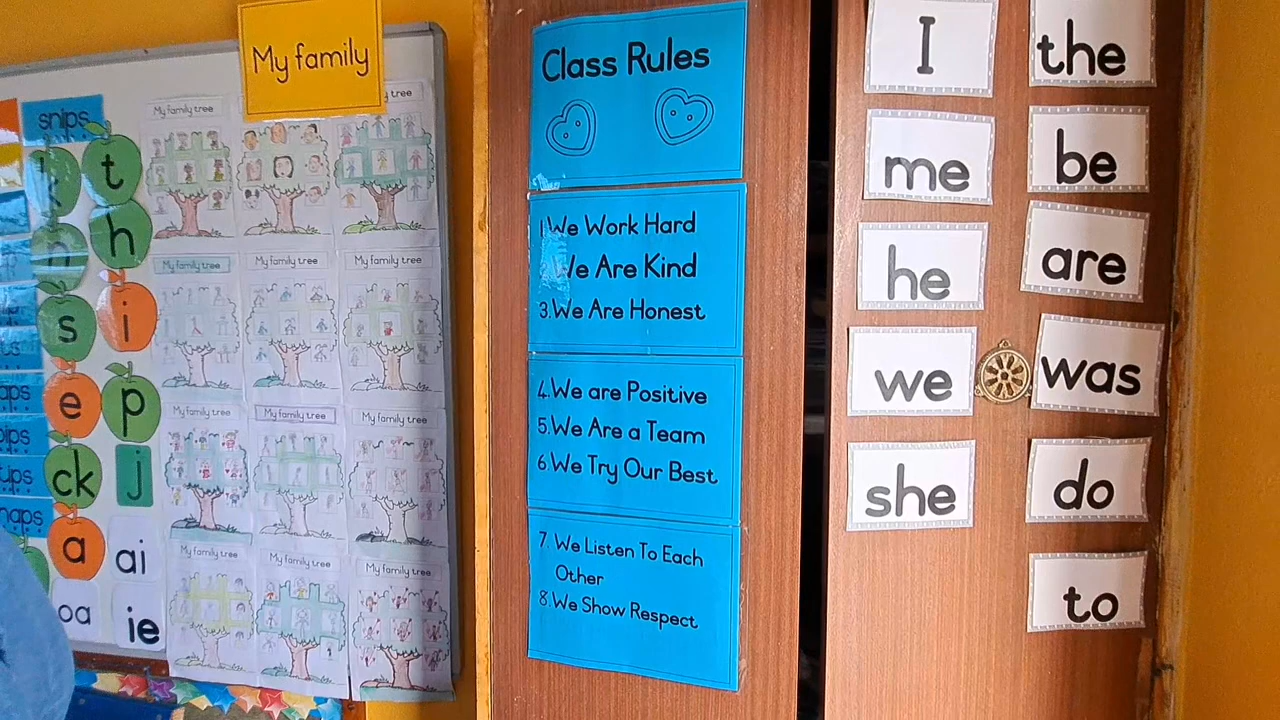 My family
snips
t
h
s
i
e
p
ck
j
a
ai
oa
ie
My family tree
My family tree
My family tree
My family tree
My family tree
My family tree
My family tree
My family tree
My family tree
My family tree
My family tree
Class Rules
1. We Work Hard
2. We Are Kind
3. We Are Honest
4. We are Positive
5. We Are a Team
6. We Try Our Best
7. We Listen To Each
Other
8. We Show Respect
I
the
me
be
he
are
we
was
she
do
to